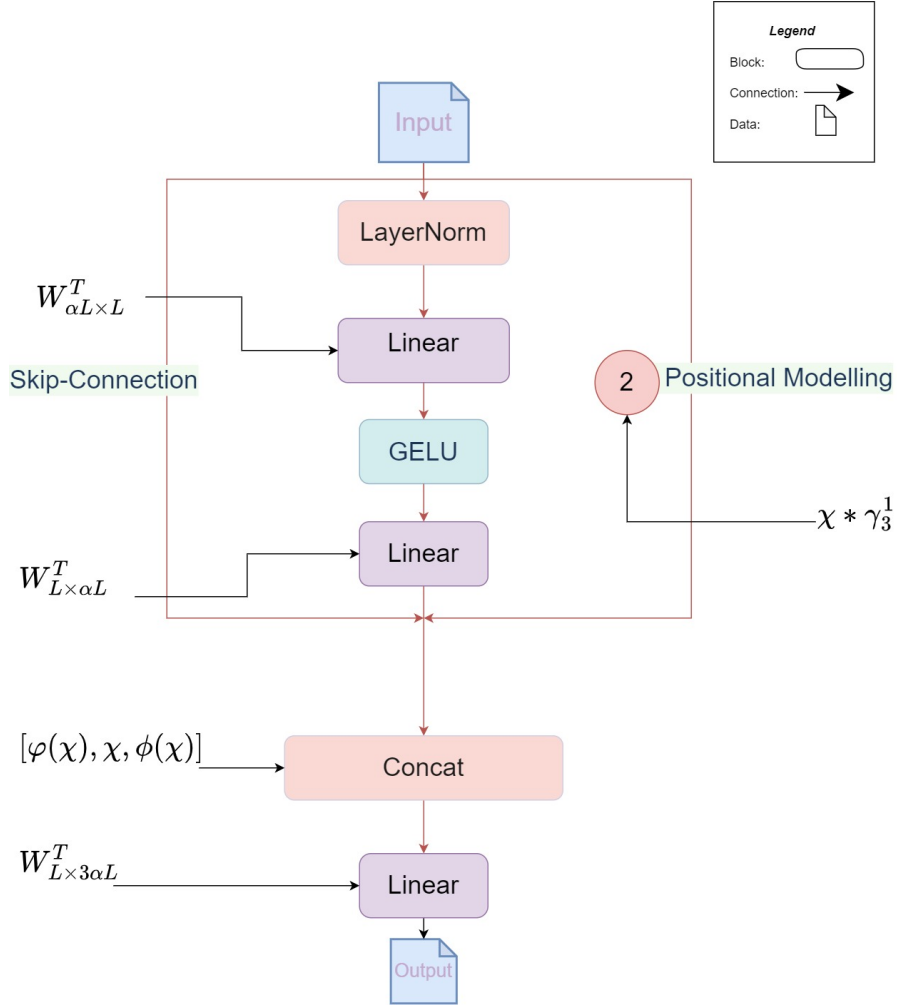 Legend
Block:
Connection:
Data:
Input
LayerNorm
W^T_{αL×L}
Linear
Skip-Connection
2
Positional Modelling
GELU
χ ∗ γ^1_3
Linear
W^T_{L×αL}
[φ(χ), χ, ϕ(χ)]
Concat
W^T_{L×3αL}
Linear
Output